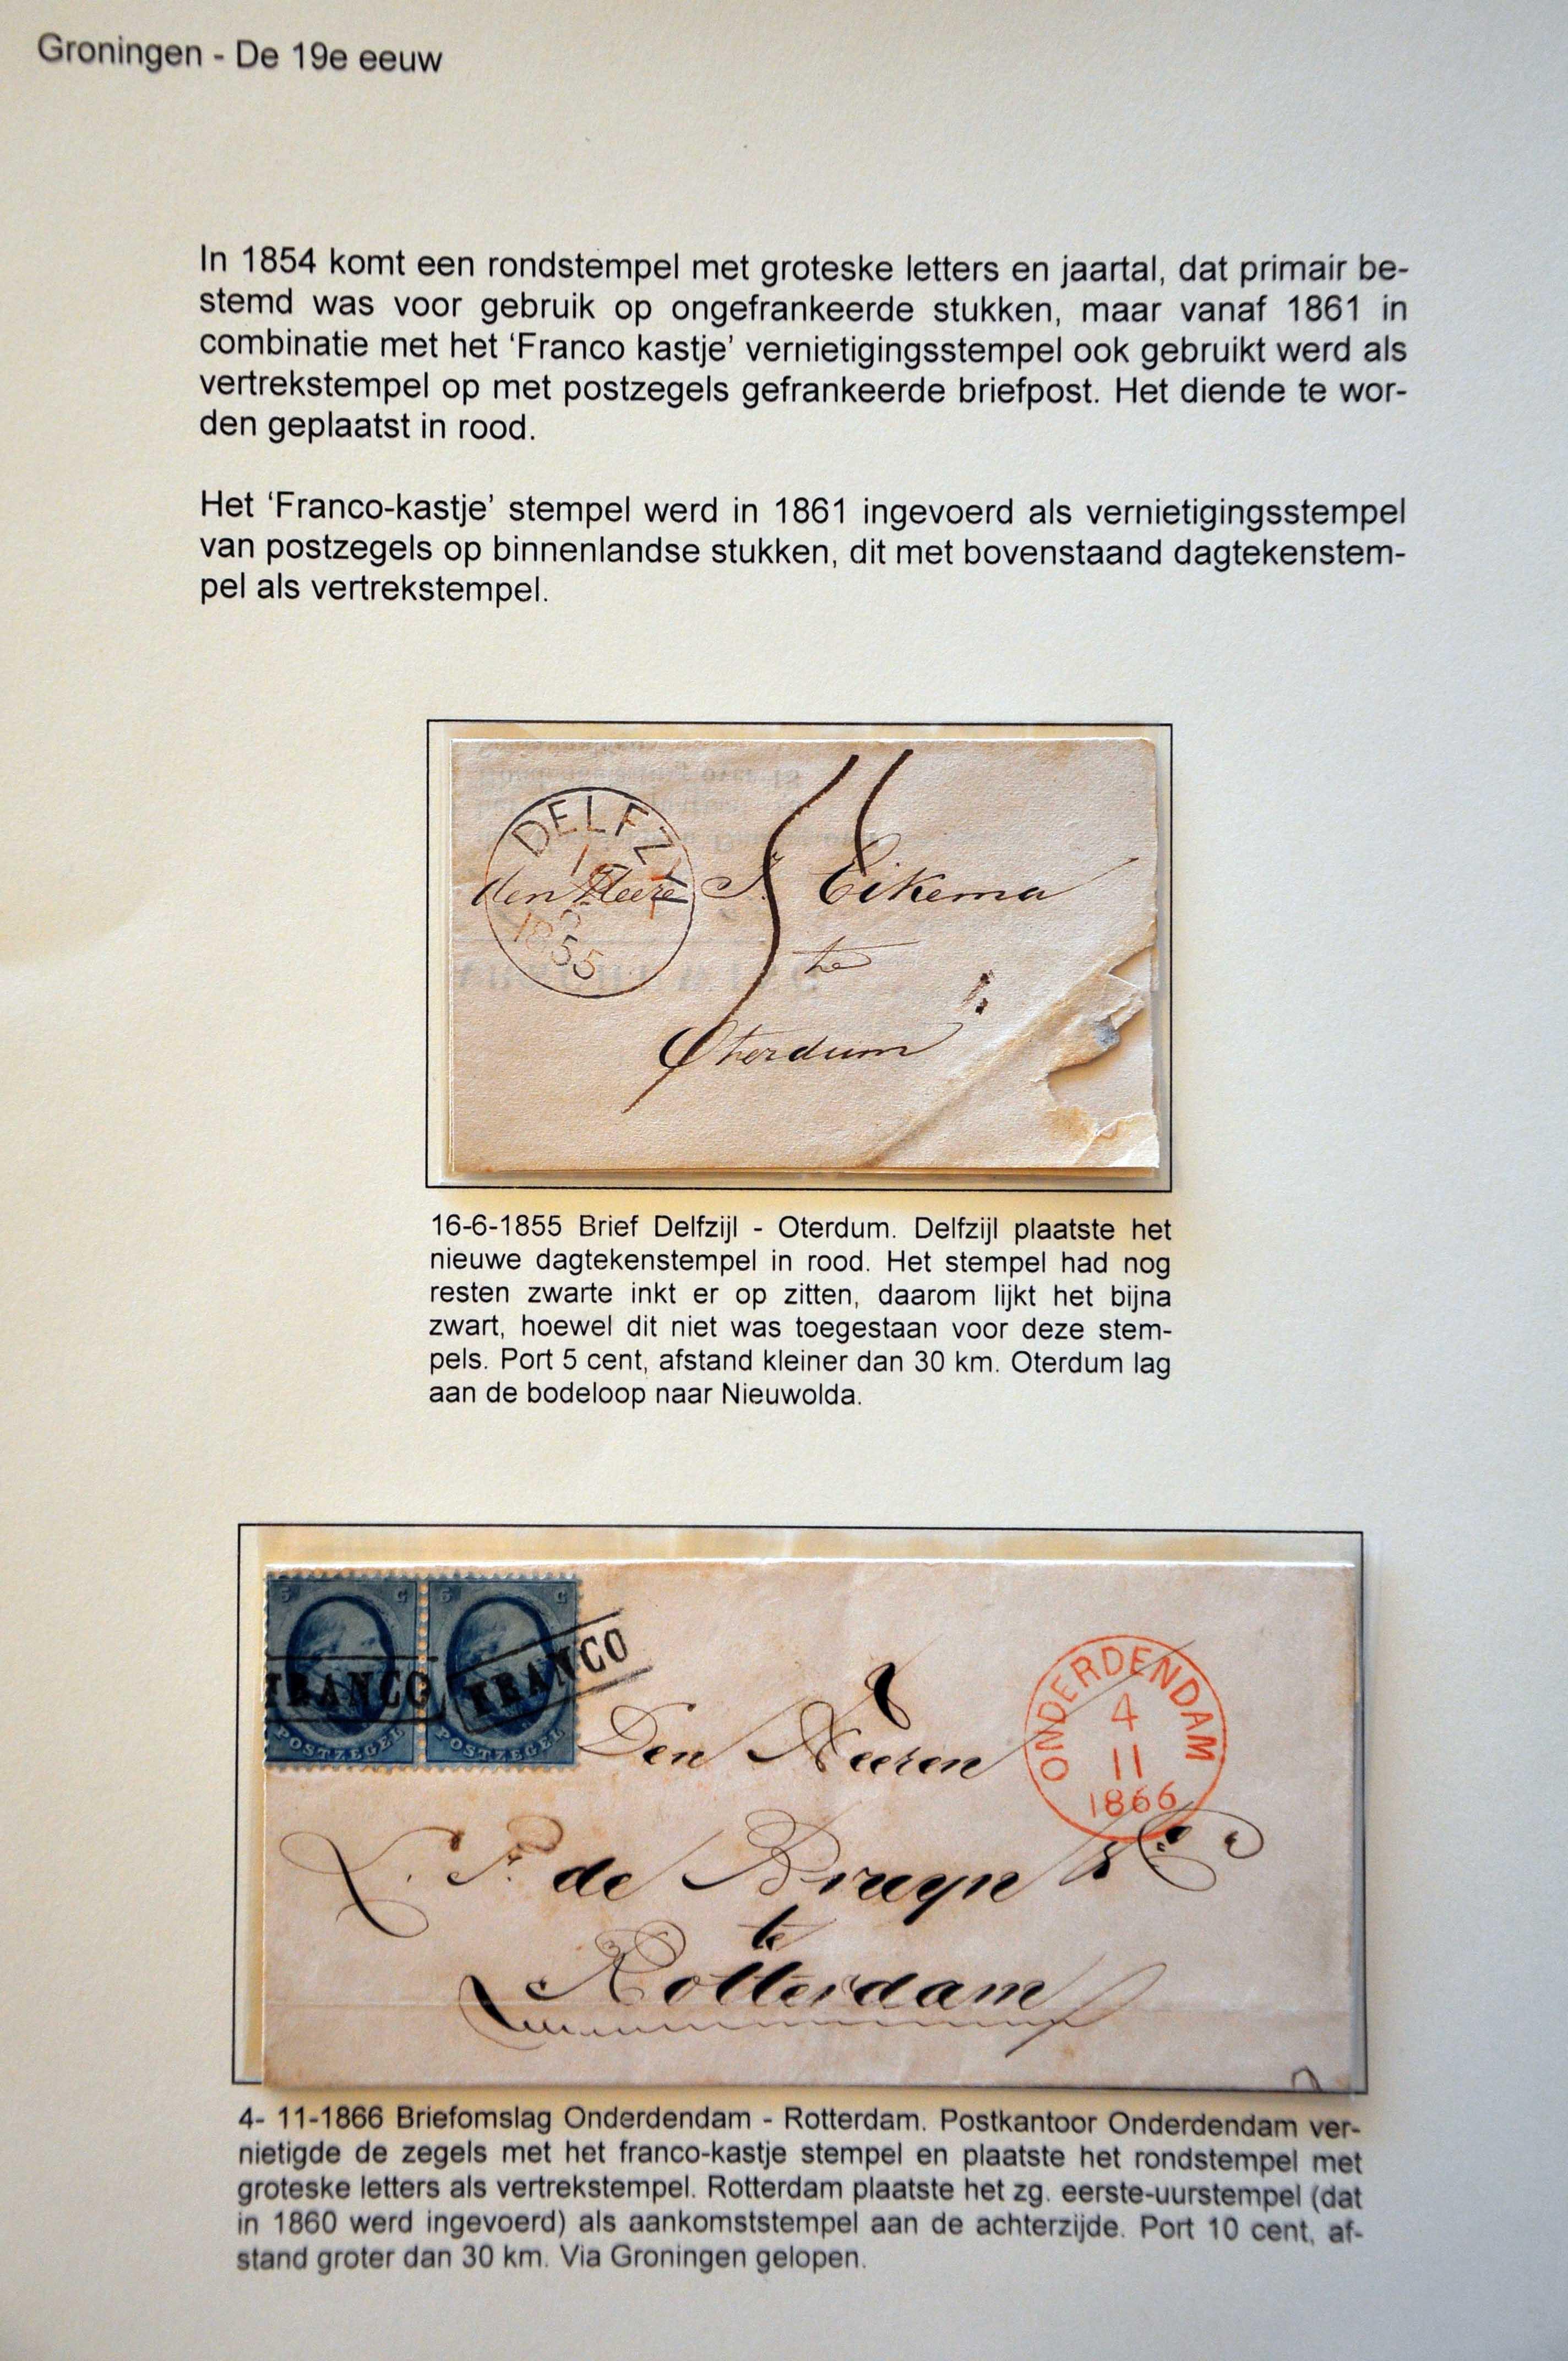 Groningen - De 19e eeuw
In 1854 komt een rondstempel met groteske letters en jaartal, dat primair be-
stemd was voor gebruik op ongefrankeerde stukken, maar vanaf 1861 in
combinatie met het ‘Franco kastje’ vernietigingsstempel ook gebruikt werd als
vertrekstempel op met postzegels gefrankeerde briefpost. Het diende te wor-
den geplaatst in rood.
Het ‘Franco-kastje’ stempel werd in 1861 ingevoerd als vernietigingsstempel
van postzegels op binnenlandse stukken, dit met bovenstaand dagtekenstem-
pel als vertrekstempel.
DELFZYL
1855
den Heere J. Eikema
te
Oterdum
16-6-1855 Brief Delfzijl - Oterdum. Delfzijl plaatste het
nieuwe dagtekenstempel in rood. Het stempel had nog
resten zwarte inkt er op zitten, daarom lijkt het bijna
zwart, hoewel dit niet was toegestaan voor deze stem-
pels. Port 5 cent, afstand kleiner dan 30 km. Oterdum lag
aan de bodeloop naar Nieuwolda.
5 C 5 C
FRANCO FRANCO
POSTZEGEL POSTZEGEL
ONDERDENDAM
4
11
1866
Den Heeren
L. F. de Bruyn & Co
te
Rotterdam
4- 11-1866 Briefomslag Onderdendam - Rotterdam. Postkantoor Onderdendam ver-
nietigde de zegels met het franco-kastje stempel en plaatste het rondstempel met
groteske letters als vertrekstempel. Rotterdam plaatste het zg. eerste-uurstempel (dat
in 1860 werd ingevoerd) als aankomststempel aan de achterzijde. Port 10 cent, af-
stand groter dan 30 km. Via Groningen gelopen.